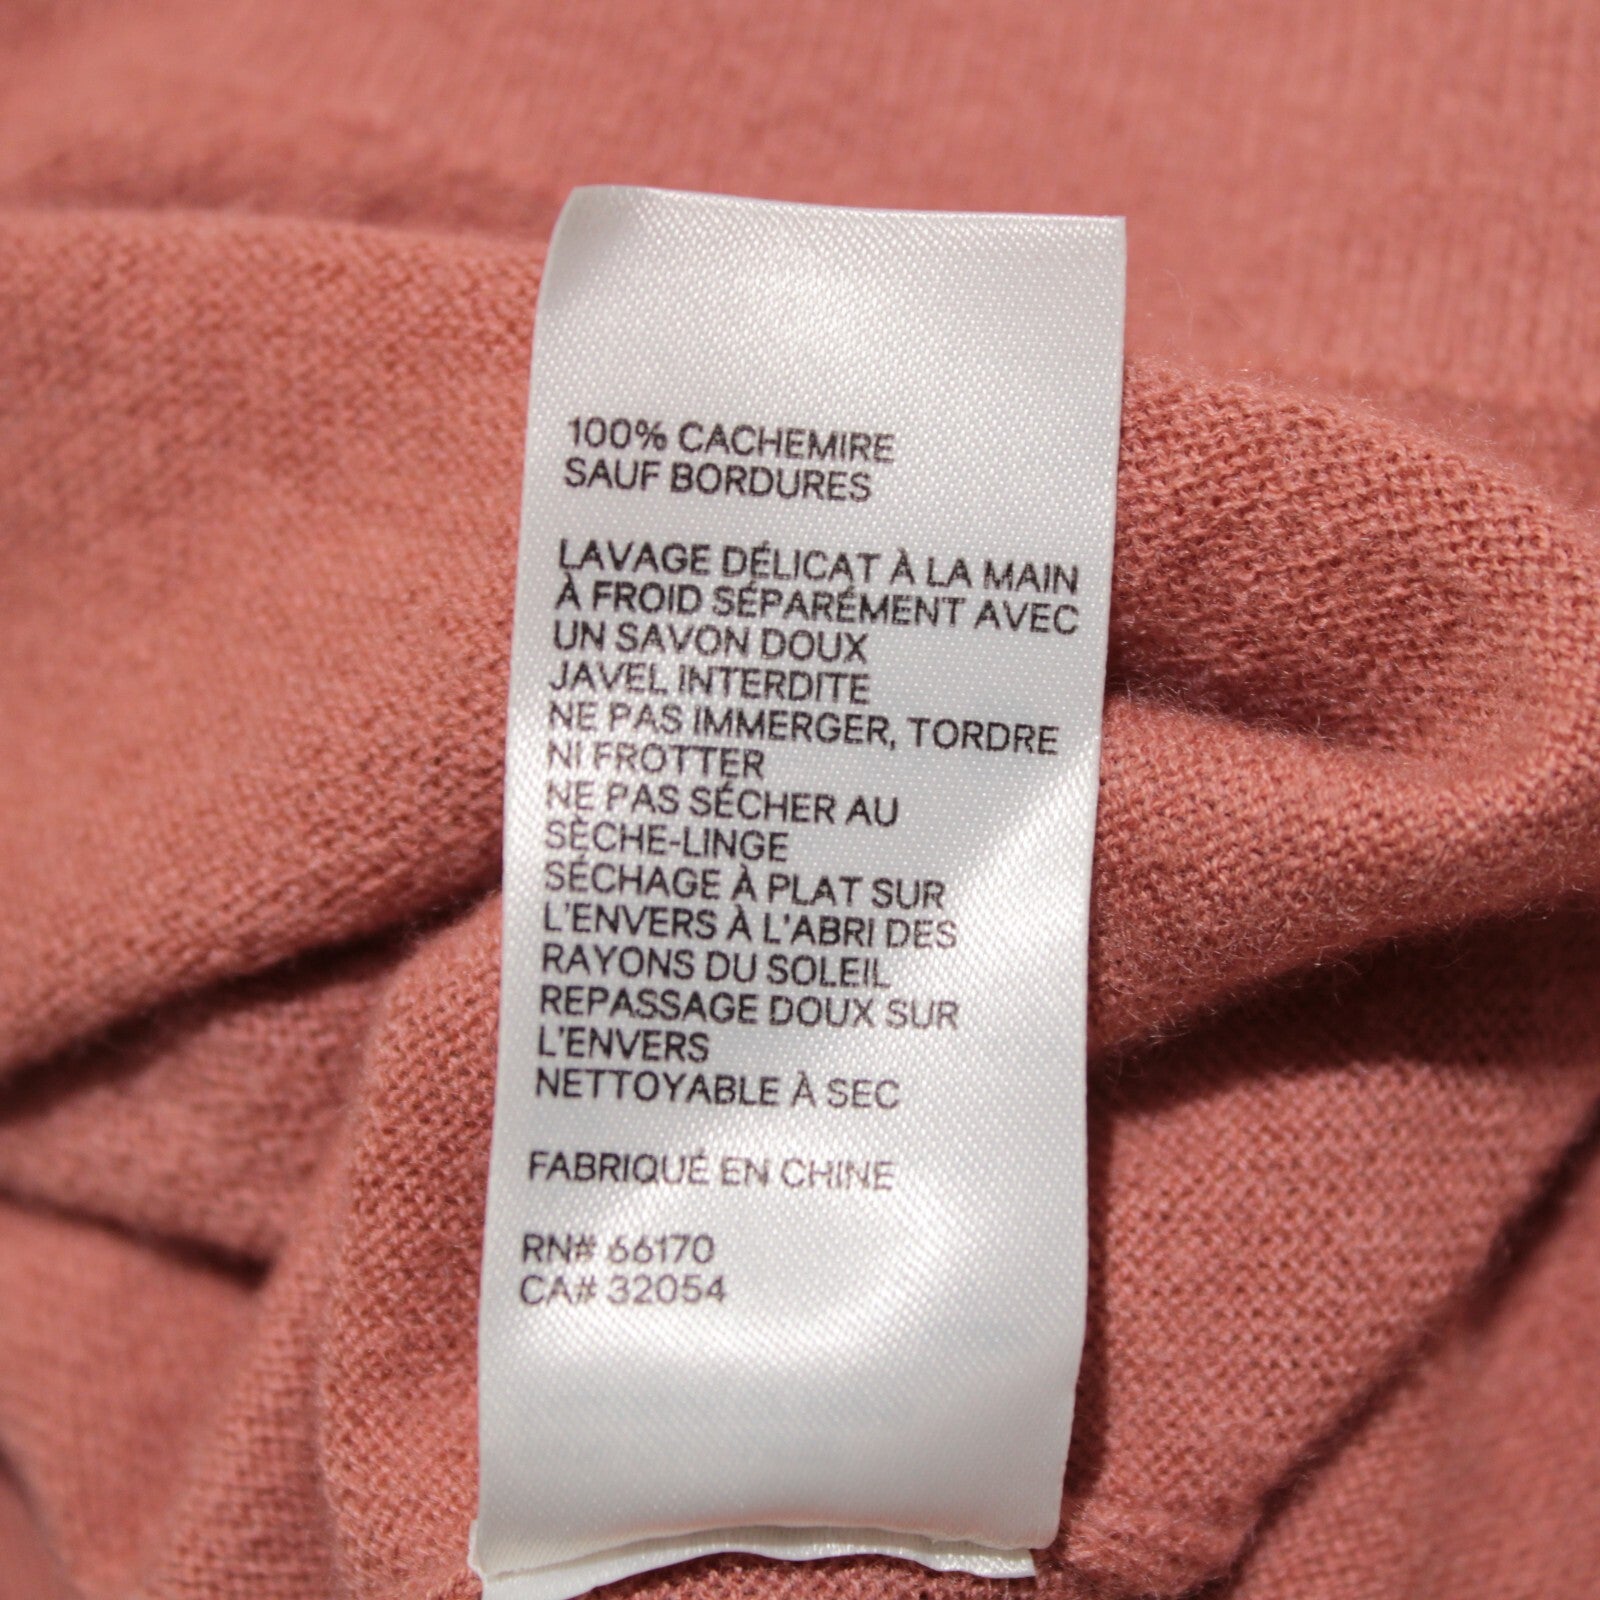 100% CACHEMIRE
SAUF BORDURES
LAVAGE DÉLICAT À LA MAIN
À FROID SÉPARÉMENT AVEC
UN SAVON DOUX
JAVEL INTERDITE
NE PAS IMMERGER, TORDRE
NI FROTTER
NE PAS SÉCHER AU
SÈCHE-LINGE
SÉCHAGE À PLAT SUR
L'ENVERS À L'ABRI DES
RAYONS DU SOLEIL
REPASSAGE DOUX SUR
L'ENVERS
NETTOYABLE À SEC
FABRIQUÉ EN CHINE
RN# 66170
CA# 32054